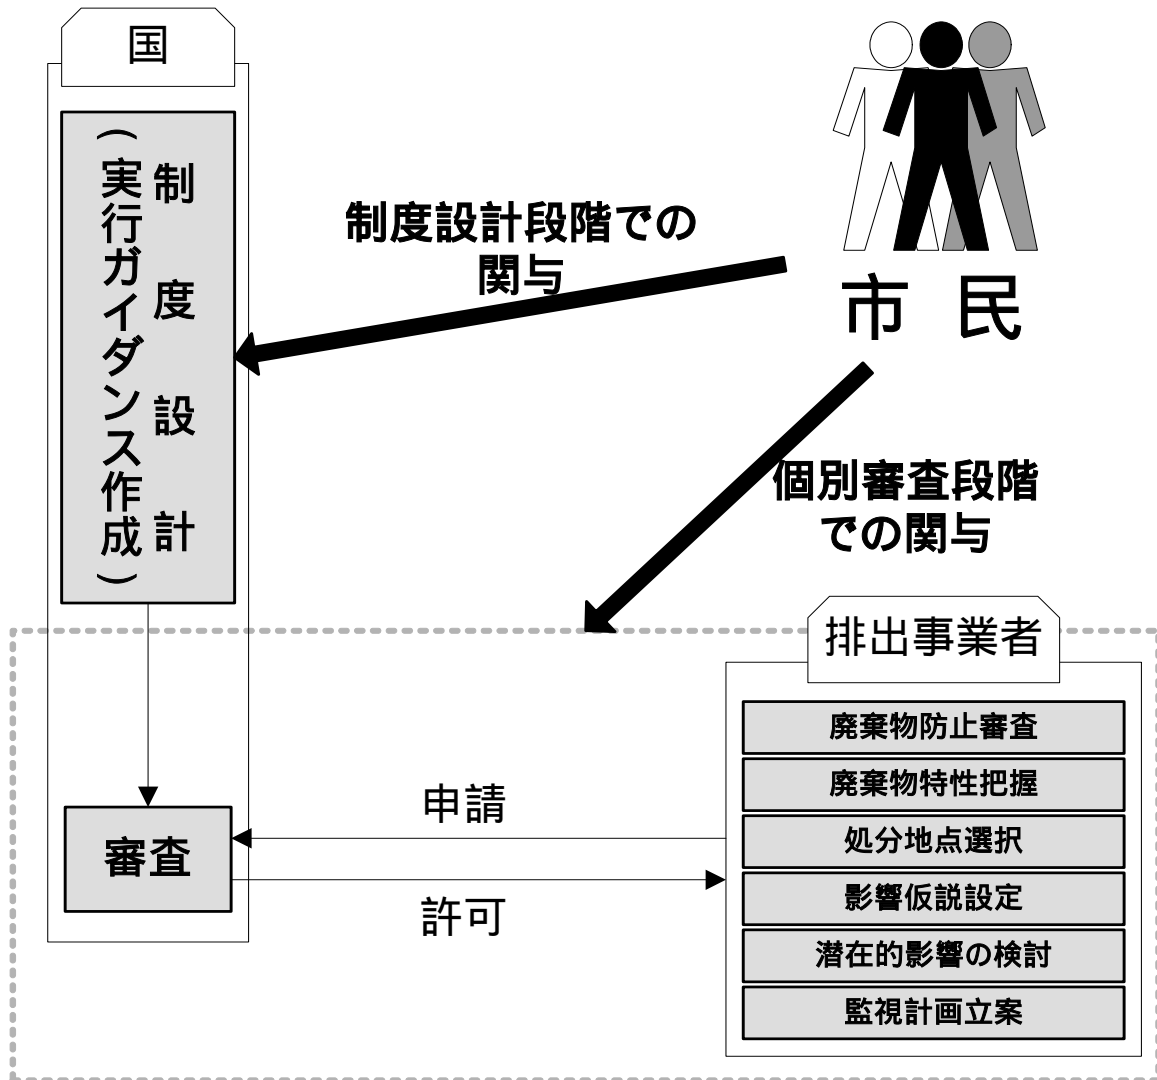 国
制度設計
（実行ガイダンス作成）
制度設計段階での
関与
市民
個別審査段階
での関与
排出事業者
廃棄物防止審査
廃棄物特性把握
処分地点選択
影響仮説設定
潜在的影響の検討
監視計画立案
申請
審査
許可